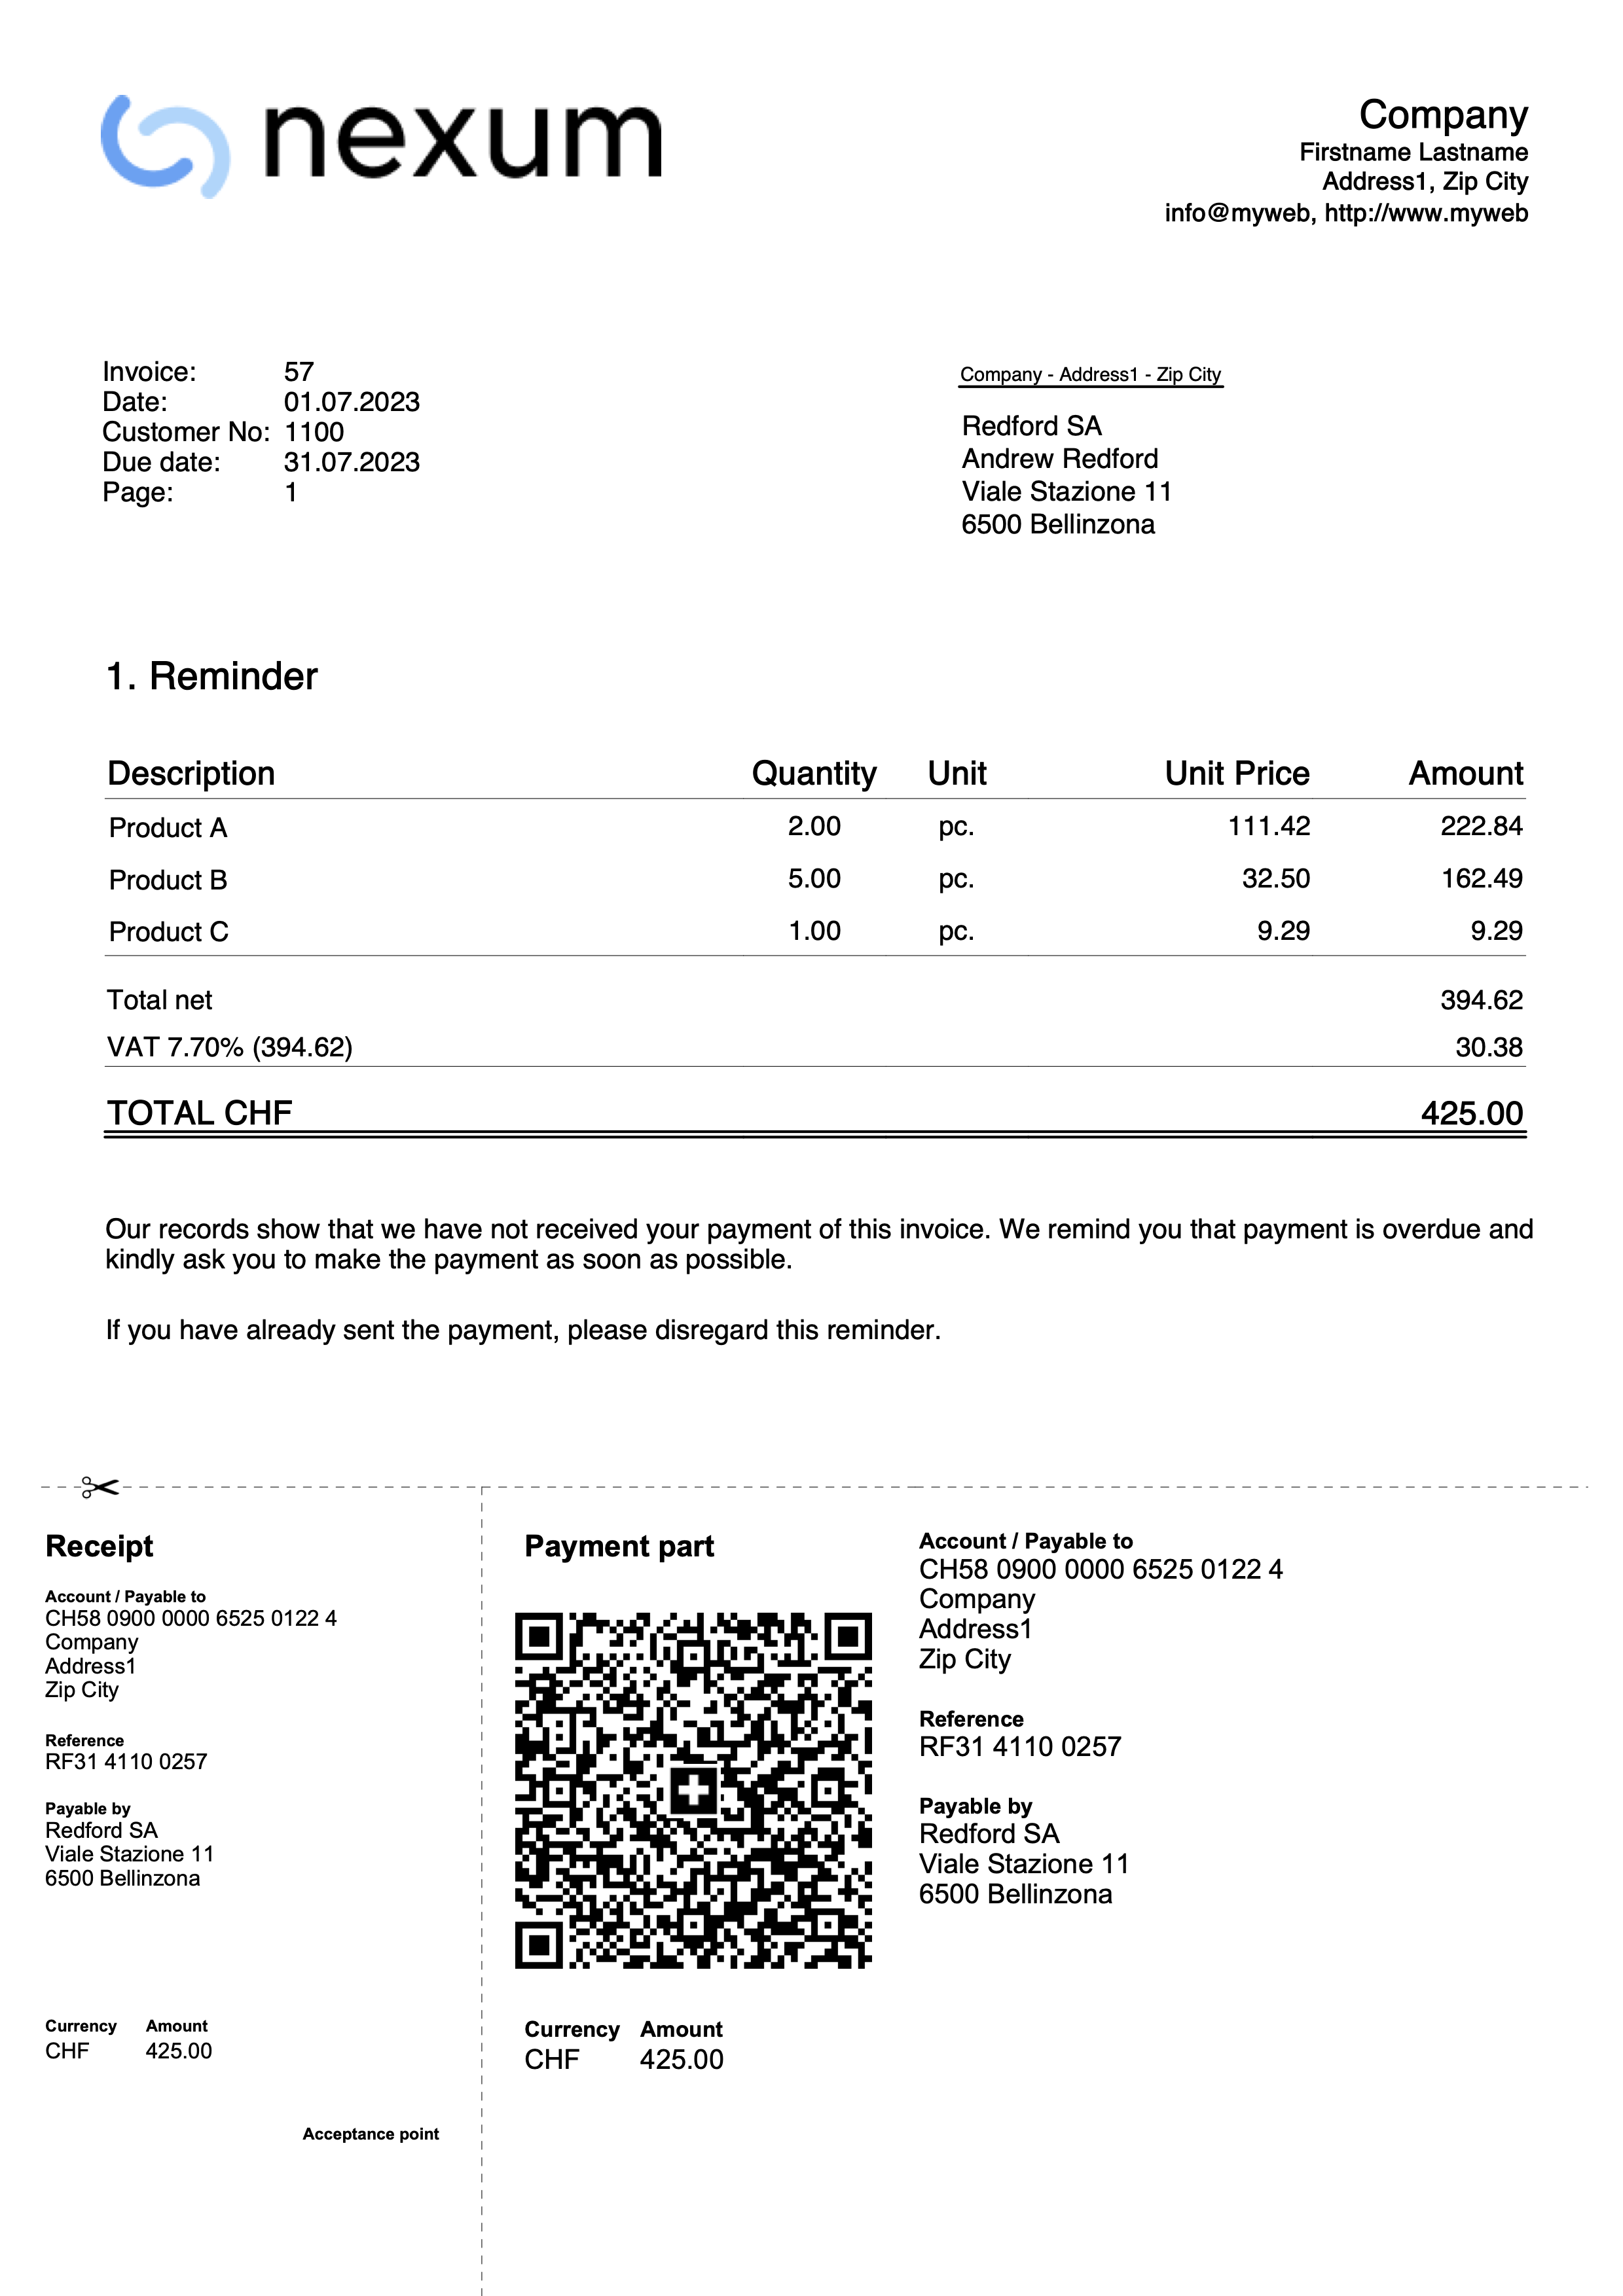 nexum
Company
Firstname Lastname
Address1, Zip City
info@myweb, http://www.myweb
Invoice: 57
Date: 01.07.2023
Customer No: 1100
Due date: 31.07.2023
Page: 1
Company - Address1 - Zip City
Redford SA
Andrew Redford
Viale Stazione 11
6500 Bellinzona
1. Reminder
Description Quantity Unit Unit Price Amount
Product A 2.00 pc. 111.42 222.84
Product B 5.00 pc. 32.50 162.49
Product C 1.00 pc. 9.29 9.29
Total net 394.62
VAT 7.70% (394.62) 30.38
TOTAL CHF 425.00
Our records show that we have not received your payment of this invoice. We remind you that payment is overdue and
kindly ask you to make the payment as soon as possible.
If you have already sent the payment, please disregard this reminder.
Receipt
Account / Payable to
CH58 0900 0000 6525 0122 4
Company
Address1
Zip City
Reference
RF31 4110 0257
Payable by
Redford SA
Viale Stazione 11
6500 Bellinzona
Currency Amount
CHF 425.00
Acceptance point
Payment part
Currency Amount
CHF 425.00
Account / Payable to
CH58 0900 0000 6525 0122 4
Company
Address1
Zip City
Reference
RF31 4110 0257
Payable by
Redford SA
Viale Stazione 11
6500 Bellinzona